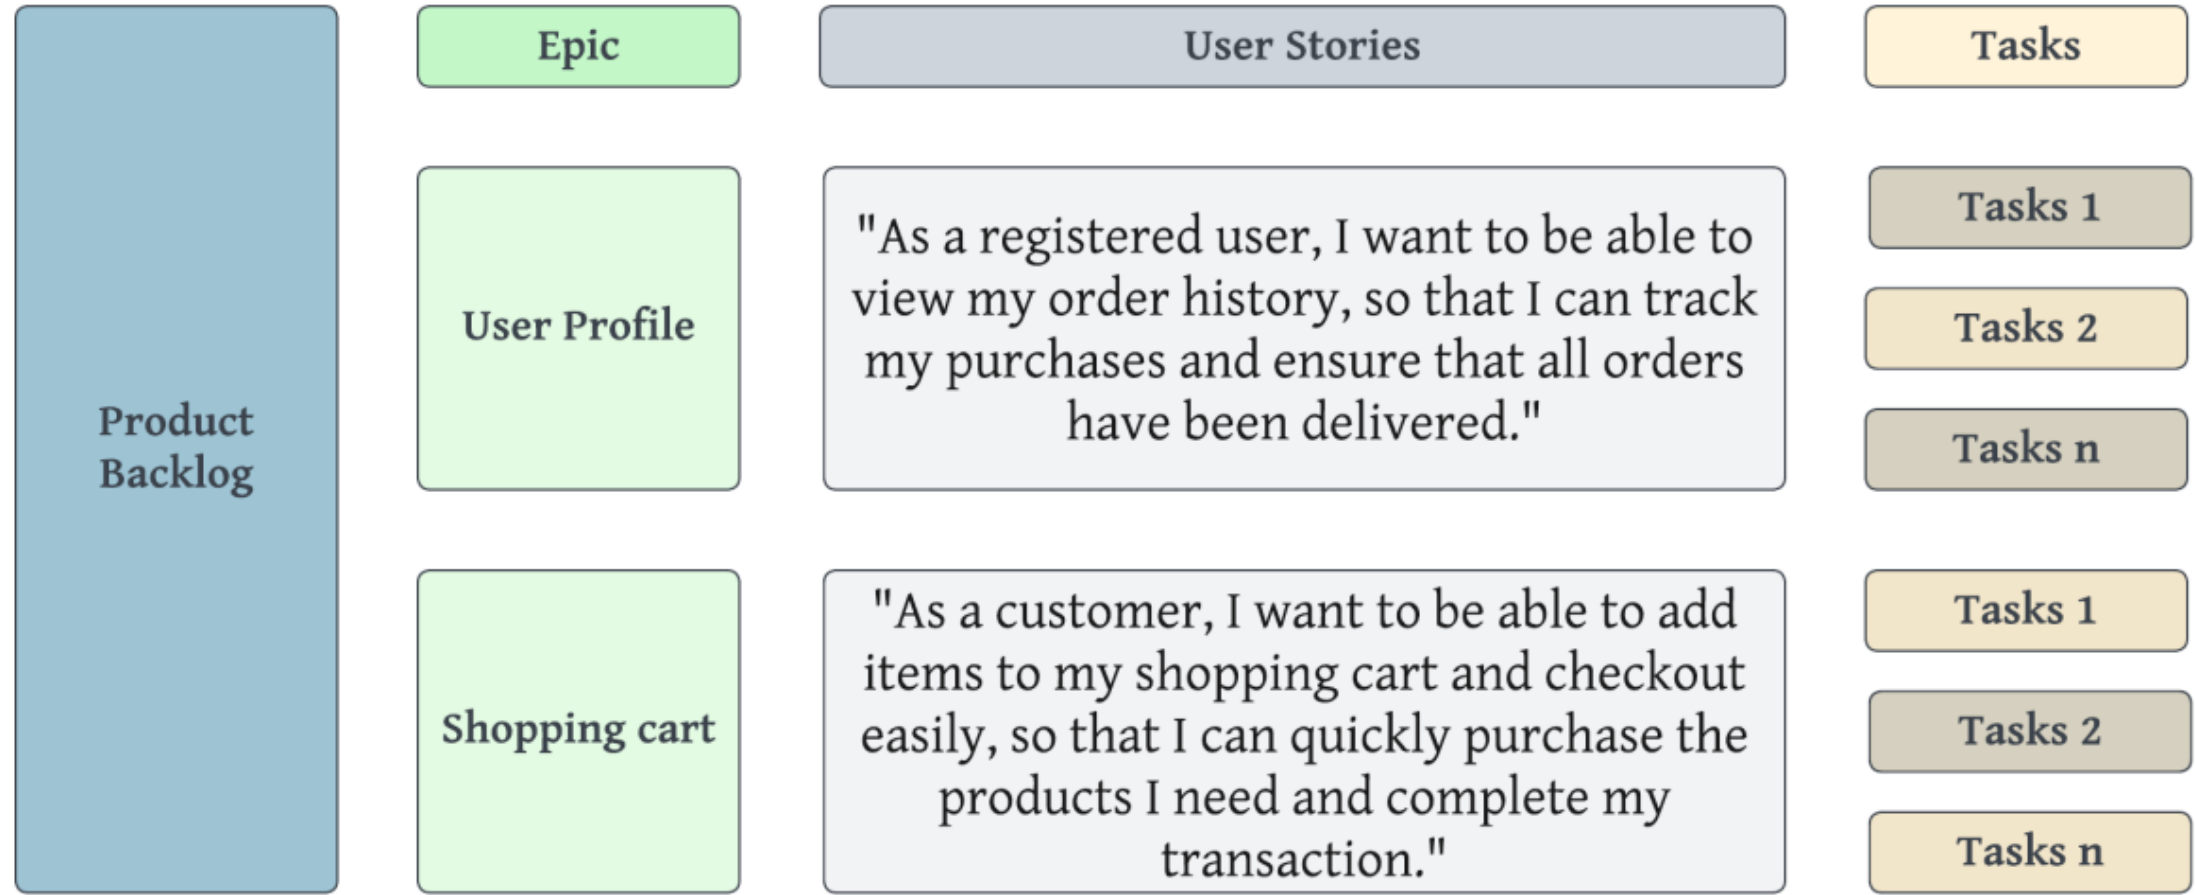 Product
Backlog
Epic
User Stories
Tasks
User Profile
"As a registered user, I want to be able to
view my order history, so that I can track
my purchases and ensure that all orders
have been delivered."
Tasks 1
Tasks 2
Tasks n
Shopping cart
"As a customer, I want to be able to add
items to my shopping cart and checkout
easily, so that I can quickly purchase the
products I need and complete my
transaction."
Tasks 1
Tasks 2
Tasks n